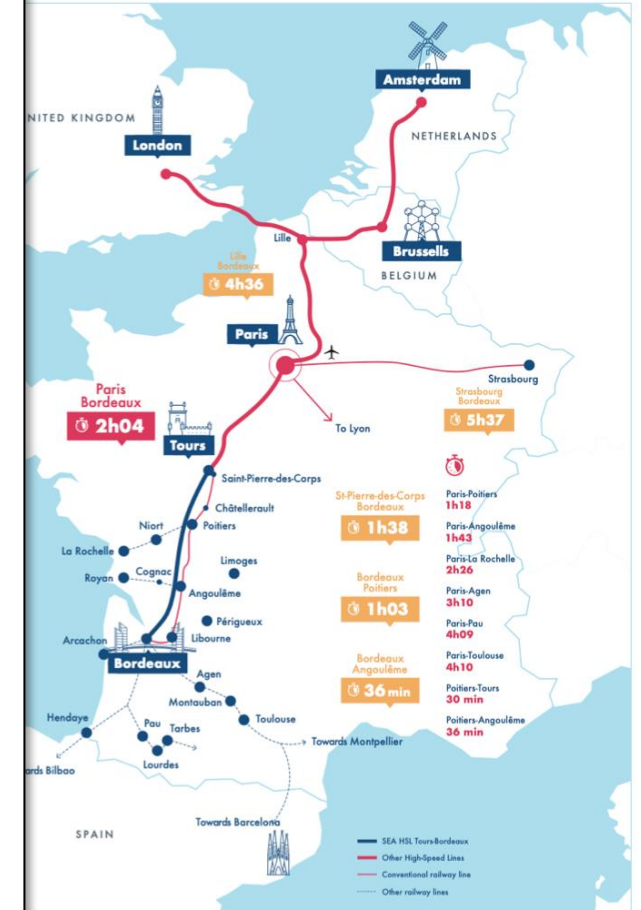 Amsterdam
NITED KINGDOM
NETHERLANDS
London
Lille
Brussells
BELGIUM
Lille
Bordeaux
4h36
Paris
Strasbourg
Paris
Bordeaux
2h04
Strasbourg
Bordeaux
5h37
To Lyon
Tours
Saint-Pierre-des-Corps
Châtellerault
Niort
Poitiers
La Rochelle
Limoges
Cognac
Royan
Angoulême
Périgueux
Libourne
Arcachon
Bordeaux
Agen
Montauban
Hendaye
Pau
Tarbes
Toulouse
Lourdes
Towards Montpellier
ards Bilbao
Towards Barcelona
SPAIN
St-Pierre-des-Corps
Bordeaux
1h38
Bordeaux
Poitiers
1h03
Bordeaux
Angoulême
36 min
Paris-Poitiers
1h18
Paris-Angoulême
1h43
Paris-La Rochelle
2h26
Paris-Agen
3h10
Paris-Pau
4h09
Paris-Toulouse
4h10
Poitiers-Tours
30 min
Poitiers-Angoulême
36 min
SEA HSL Tours-Bordeaux
Other High-Speed Lines
Conventional railway line
Other railway lines